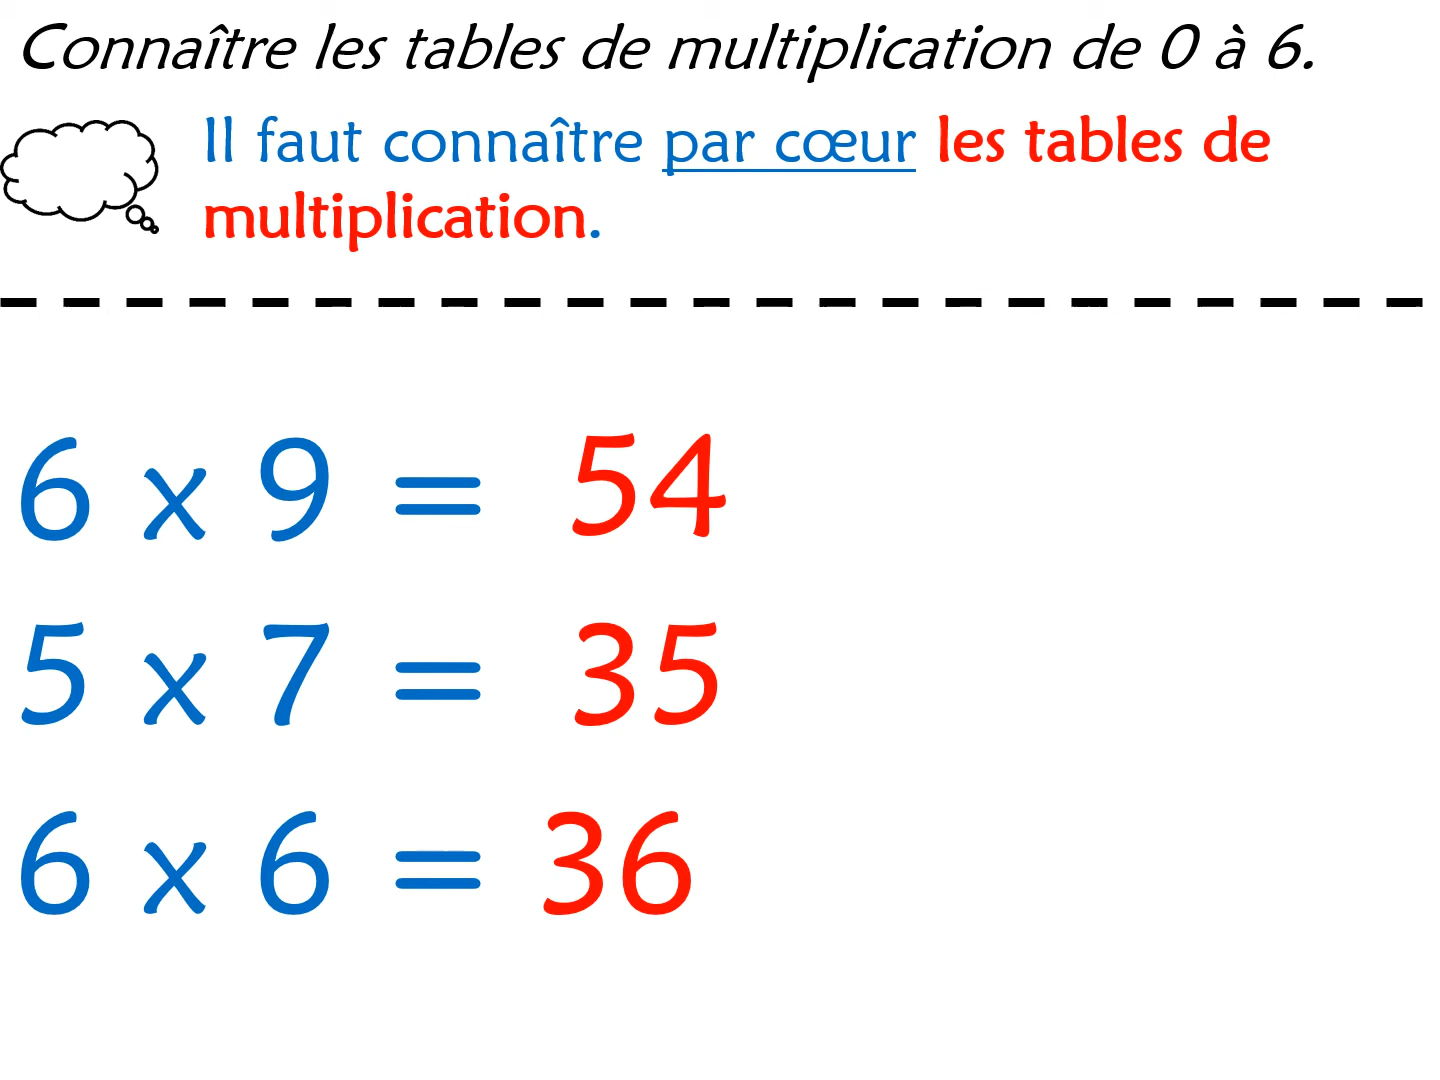 Connaître les tables de multiplication de 0 à 6.
Il faut connaître par cœur les tables de
multiplication.
6 x 9 = 54
5 x 7 = 35
6 x 6 = 36